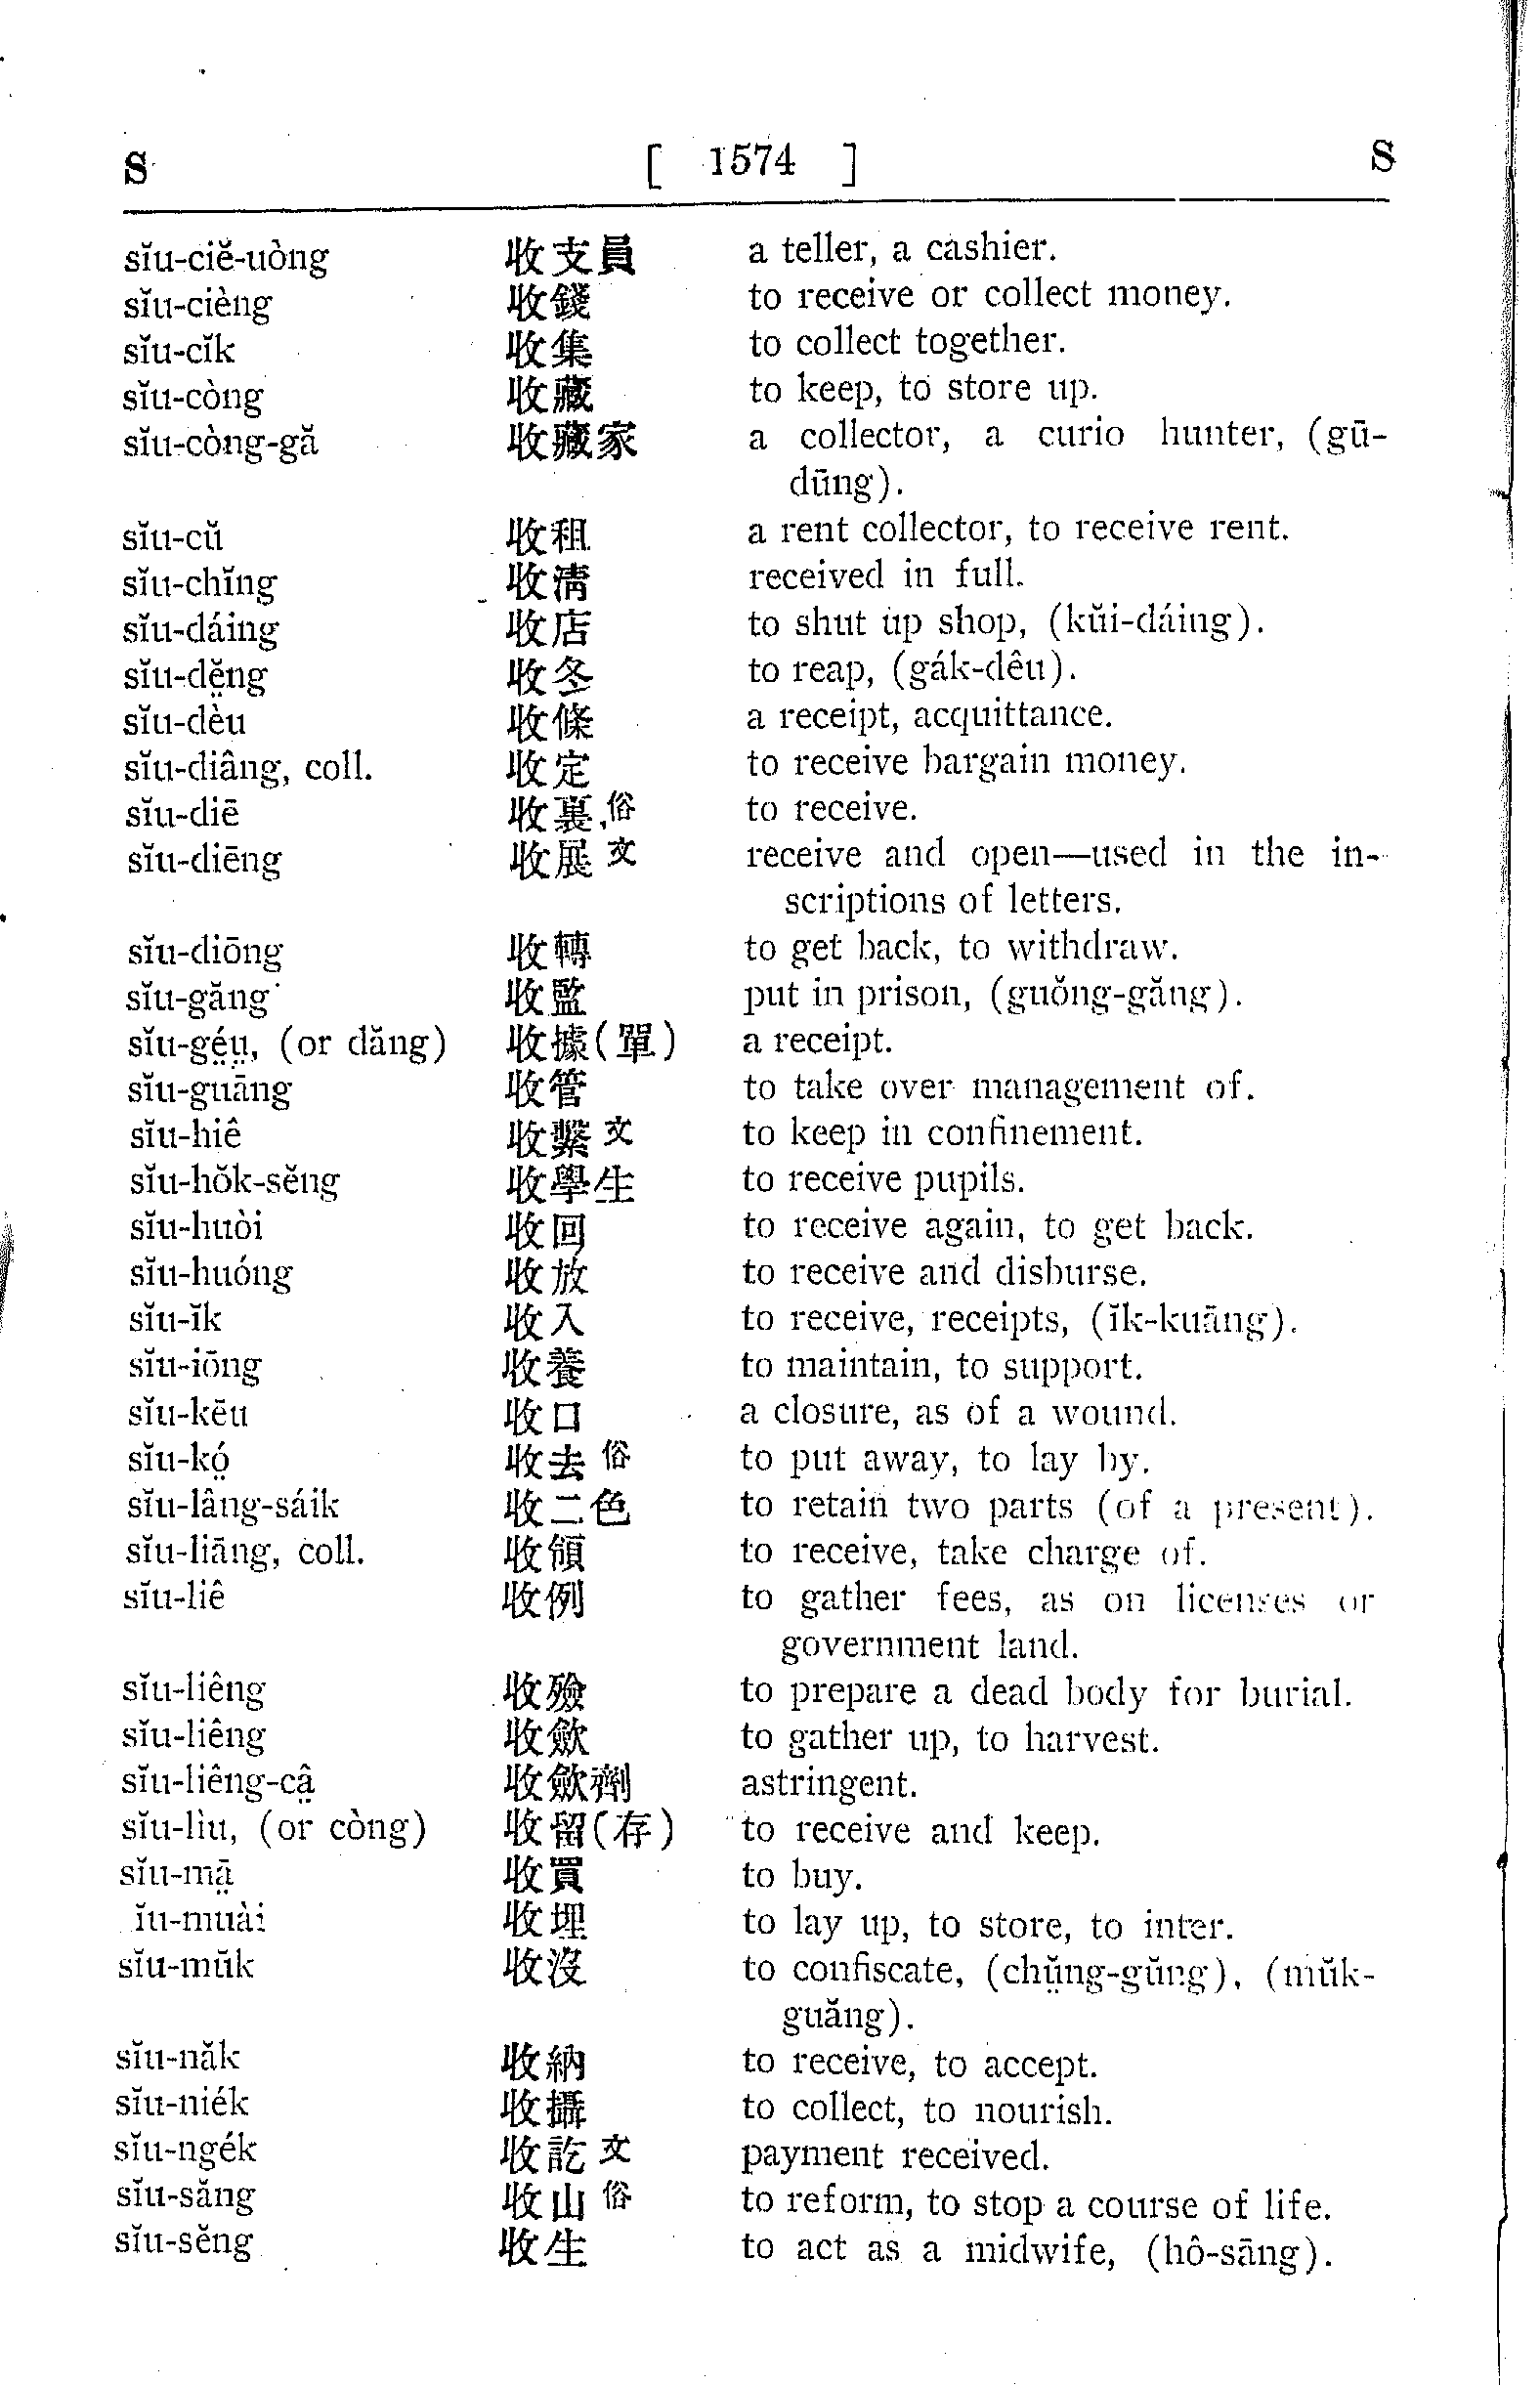 S [ 1574 ] S
sĭu-ciĕ-uòng 收支員 a teller, a cashier.
sĭu-cièng 收錢 to receive or collect money.
sĭu-cĭk 收集 to collect together.
sĭu-còng 收藏 to keep, to store up.
sĭu-còng-gă 收藏家 a collector, a curio hunter, (gū-
dūng).
sĭu-cŭ 收租 a rent collector, to receive rent.
sĭu-chĭng 收淸 received in full.
sĭu-dáing 收店 to shut up shop, (kŭi-dáing).
sĭu-dĕ̤ng 收冬 to reap, (gák-dêu).
sĭu-dèu 收條 a receipt, acquittance.
sĭu-diâng, coll. 收定 to receive bargain money.
sĭu-diē 收裏俗 to receive.
sĭu-diēng 收展文 receive and open—used in the in-
scriptions of letters.
sĭu-diōng 收轉 to get back, to withdraw.
sĭu-găng 收監 put in prison, (guŏng-găng).
sĭu-gé̤ṳ, (or dăng) 收據(單) a receipt.
sĭu-guāng 收管 to take over management of.
sĭu-hiê 收繫文 to keep in confinement.
sĭu-hŏk-sĕng 收學生 to receive pupils.
sĭu-huòi 收回 to receive again, to get back.
sĭu-huóng 收放 to receive and disburse.
sĭu-ĭk 收入 to receive, receipts, (ĭk-kuāng).
sĭu-iōng 收養 to maintain, to support.
sĭu-kēu 收口 a closure, as of a wound.
sĭu-kó̤ 收去俗 to put away, to lay by.
sĭu-lâng-sáik 收二色 to retain two parts (of a present).
sĭu-liāng, coll. 收領 to receive, take charge of.
sĭu-liê 收例 to gather fees, as on licenses or
government land.
sĭu-liêng 收殮 to prepare a dead body for burial.
sĭu-liêng 收歛 to gather up, to harvest.
sĭu-liêng-câ̤ 收歛劑 astringent.
sĭu-lìu, (or còng) 收留(存) to receive and keep.
sĭu-mā̤ 收買 to buy.
ĭu-muài 收埋 to lay up, to store, to inter.
sĭu-mŭk 收沒 to confiscate, (chṳ̆ng-gŭng), (mŭk-
guăng).
sĭu-năk 收納 to receive, to accept.
sĭu-niék 收攝 to collect, to nourish.
sĭu-ngék 收訖文 payment received.
sĭu-săng 收山俗 to reform, to stop a course of life.
sĭu-sĕng 收生 to act as a midwife, (hô-sāng).